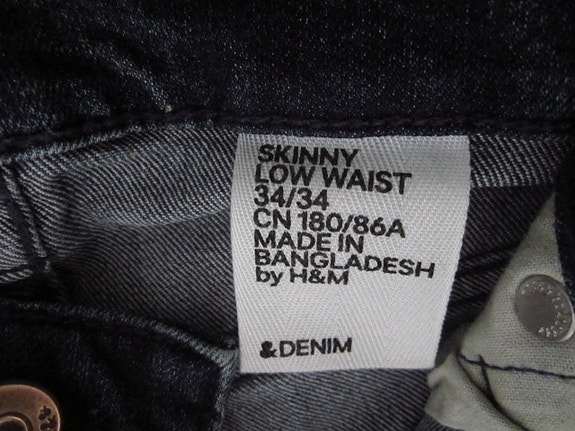 SKINNY
LOW WAIST
34/34
CN 180/86A
MADE IN
BANGLADESH
by H&M
&DENIM